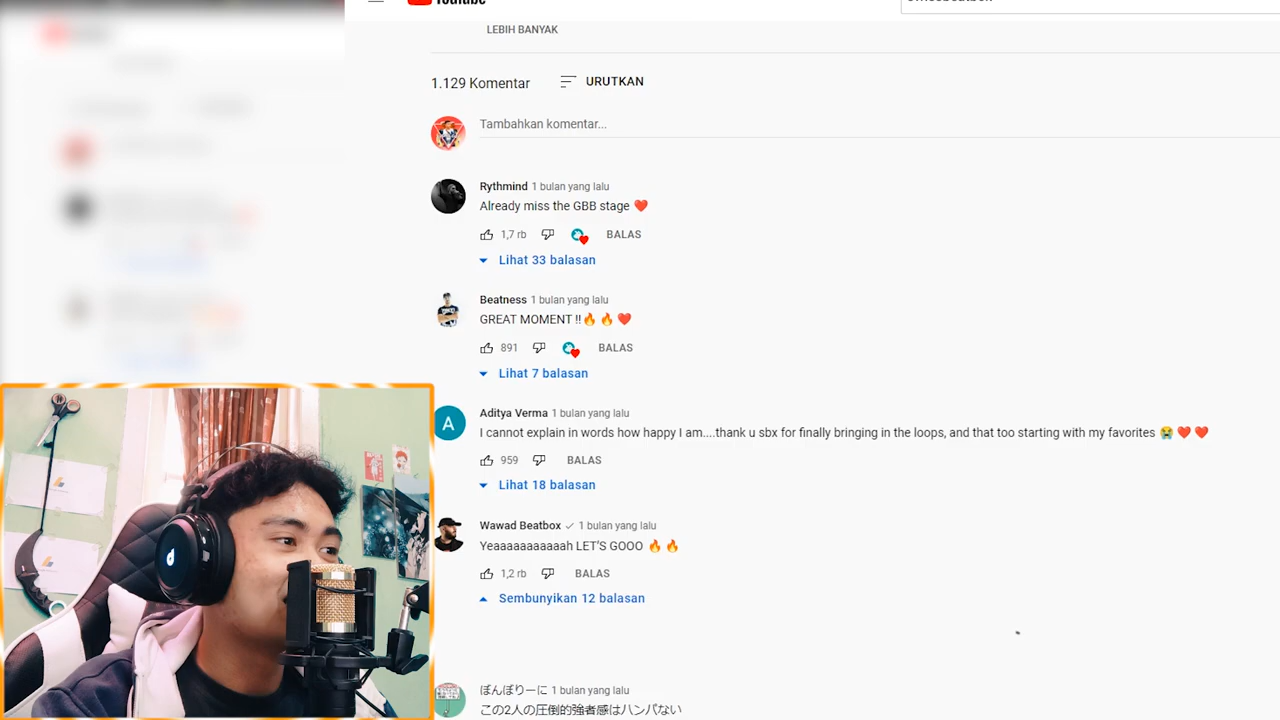 LEBIH BANYAK
1.129 Komentar URUTKAN
Tambahkan komentar...
Rythmind 1 bulan yang lalu
Already miss the GBB stage ❤️
1,7 rb BALAS
Lihat 33 balasan
Beatness 1 bulan yang lalu
GREAT MOMENT !!🔥🔥❤️
891 BALAS
Lihat 7 balasan
A
Aditya Verma 1 bulan yang lalu
I cannot explain in words how happy I am....thank u sbx for finally bringing in the loops, and that too starting with my favorites 😭❤️❤️
959 BALAS
Lihat 18 balasan
Wawad Beatbox 1 bulan yang lalu
Yeaaaaaaaaaaah LET'S GOOO 🔥🔥
1,2 rb BALAS
Sembunyikan 12 balasan
ぽんぽりーに 1 bulan yang lalu
この2人の圧倒的強者感はハンパない